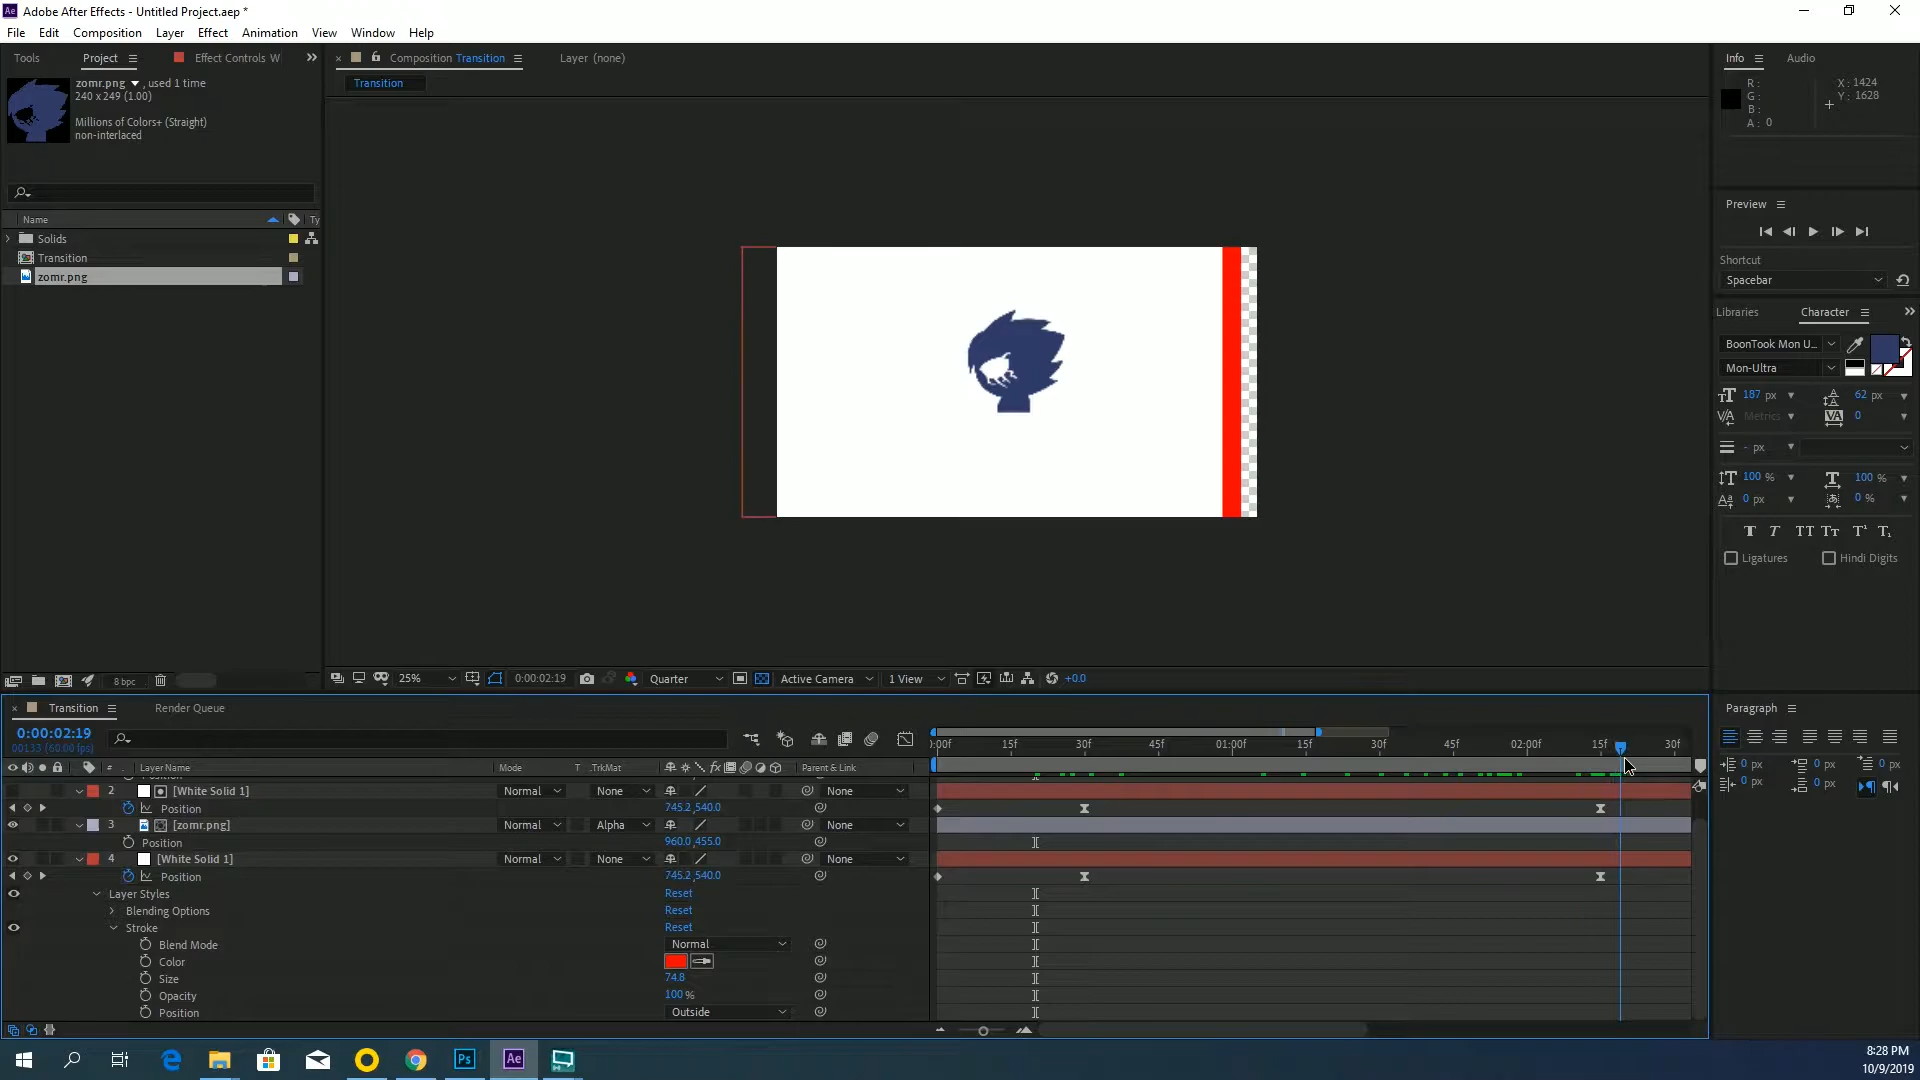 Adobe After Effects - Untitled Project.aep *
File Edit Composition Layer Effect Animation View Window Help
Tools Project Effect Controls W
Composition Transition Layer (none)
Info Audio
zomr.png , used 1 time
240 x 249 (1.00)
Millions of Colors+ (Straight)
non-interlaced
Transition
R :
G :
B :
A : 0
X : 1424
Y : 1628
Name Ty
Solids
Transition
zomr.png
Preview
Shortcut
Spacebar
Libraries Character
BoonTook Mon U...
Mon-Ultra
187 px 62 px
Metrics 0
- px
100 % 100 %
0 px 0 %
Ligatures Hindi Digits
8 bpc
25% 0:00:02:19 Quarter Active Camera 1 View +0.0
Transition Render Queue
Paragraph
0:00:02:19
00133 (60.00 fps)
:00f 15f 30f 45f 01:00f 15f 30f 45f 02:00f 15f 30f
0 px 0 px 0 px
0 px 0 px
# Layer Name Mode T .TrkMat fx Parent & Link
Position
2 [White Solid 1] Normal None None
Position 745.2,540.0
3 [zomr.png] Normal Alpha None
Position 960.0,455.0
4 [White Solid 1] Normal None None
Position 745.2,540.0
Layer Styles Reset
Blending Options Reset
Stroke Reset
Blend Mode Normal
Color
Size 74.8
Opacity 100 %
Position Outside
Ps Ae
8:28 PM
10/9/2019